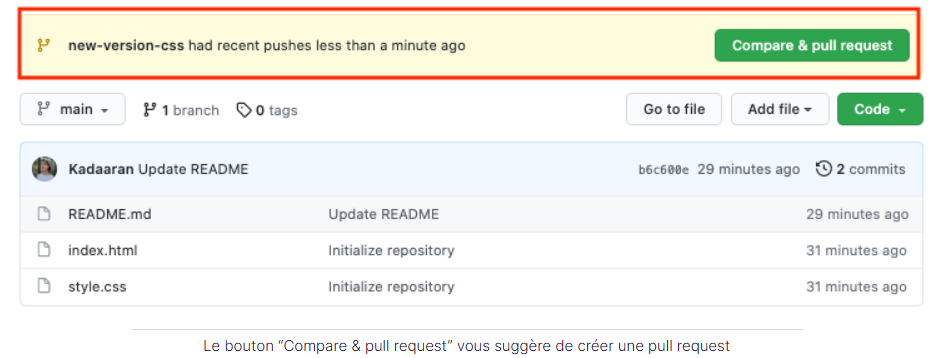 new-version-css had recent pushes less than a minute ago Compare & pull request
main 1 branch 0 tags Go to file Add file Code
Kadaaran Update README b6c600e 29 minutes ago 2 commits
README.md Update README 29 minutes ago
index.html Initialize repository 31 minutes ago
style.css Initialize repository 31 minutes ago
Le bouton “Compare & pull request” vous suggère de créer une pull request